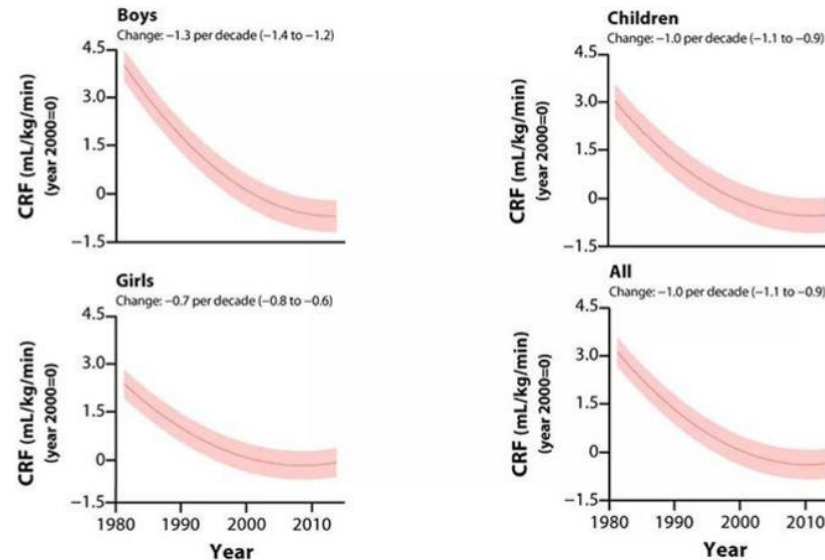 Boys
Change: −1.3 per decade (−1.4 to −1.2)
4.5
3.0
1.5
0
−1.5
CRF (mL/kg/min)
(year 2000=0)
Children
Change: −1.0 per decade (−1.1 to −0.9)
4.5
3.0
1.5
0
−1.5
CRF (mL/kg/min)
(year 2000=0)
Girls
Change: −0.7 per decade (−0.8 to −0.6)
4.5
3.0
1.5
0
−1.5
CRF (mL/kg/min)
(year 2000=0)
1980 1990 2000 2010
Year
All
Change: −1.0 per decade (−1.1 to −0.9)
4.5
3.0
1.5
0
−1.5
CRF (mL/kg/min)
(year 2000=0)
1980 1990 2000 2010
Year